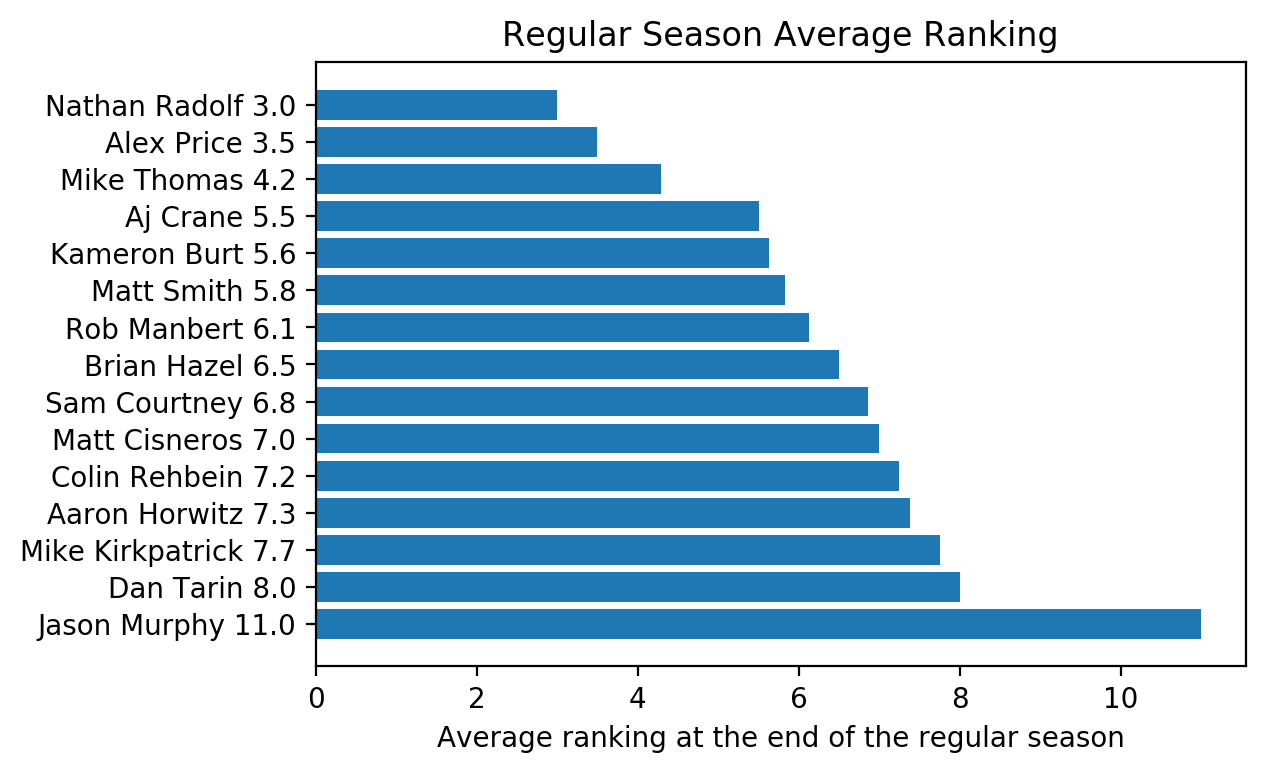 Regular Season Average Ranking
Nathan Radolf 3.0
Alex Price 3.5
Mike Thomas 4.2
Aj Crane 5.5
Kameron Burt 5.6
Matt Smith 5.8
Rob Manbert 6.1
Brian Hazel 6.5
Sam Courtney 6.8
Matt Cisneros 7.0
Colin Rehbein 7.2
Aaron Horwitz 7.3
Mike Kirkpatrick 7.7
Dan Tarin 8.0
Jason Murphy 11.0
0 2 4 6 8 10
Average ranking at the end of the regular season